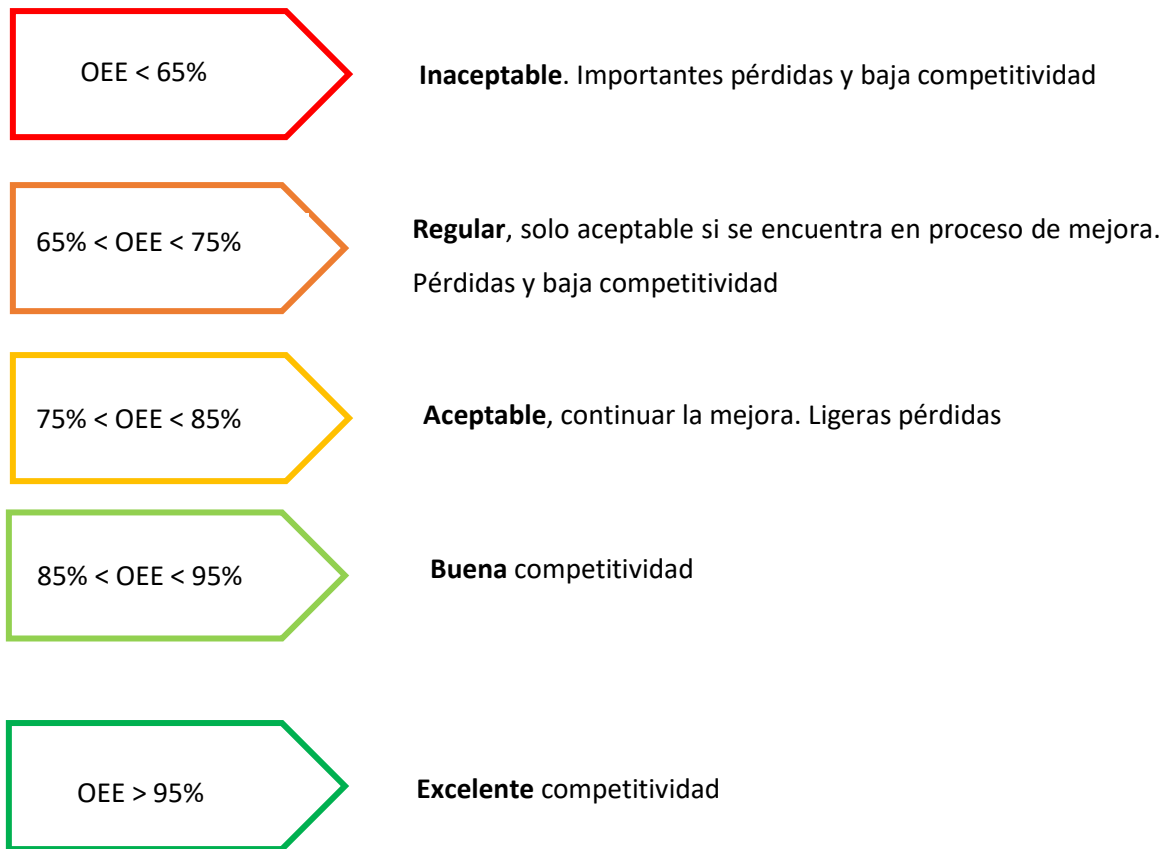 OEE < 65%
Inaceptable. Importantes pérdidas y baja competitividad
65% < OEE < 75%
Regular, solo aceptable si se encuentra en proceso de mejora.
Pérdidas y baja competitividad
75% < OEE < 85%
Aceptable, continuar la mejora. Ligeras pérdidas
85% < OEE < 95%
Buena competitividad
OEE > 95%
Excelente competitividad